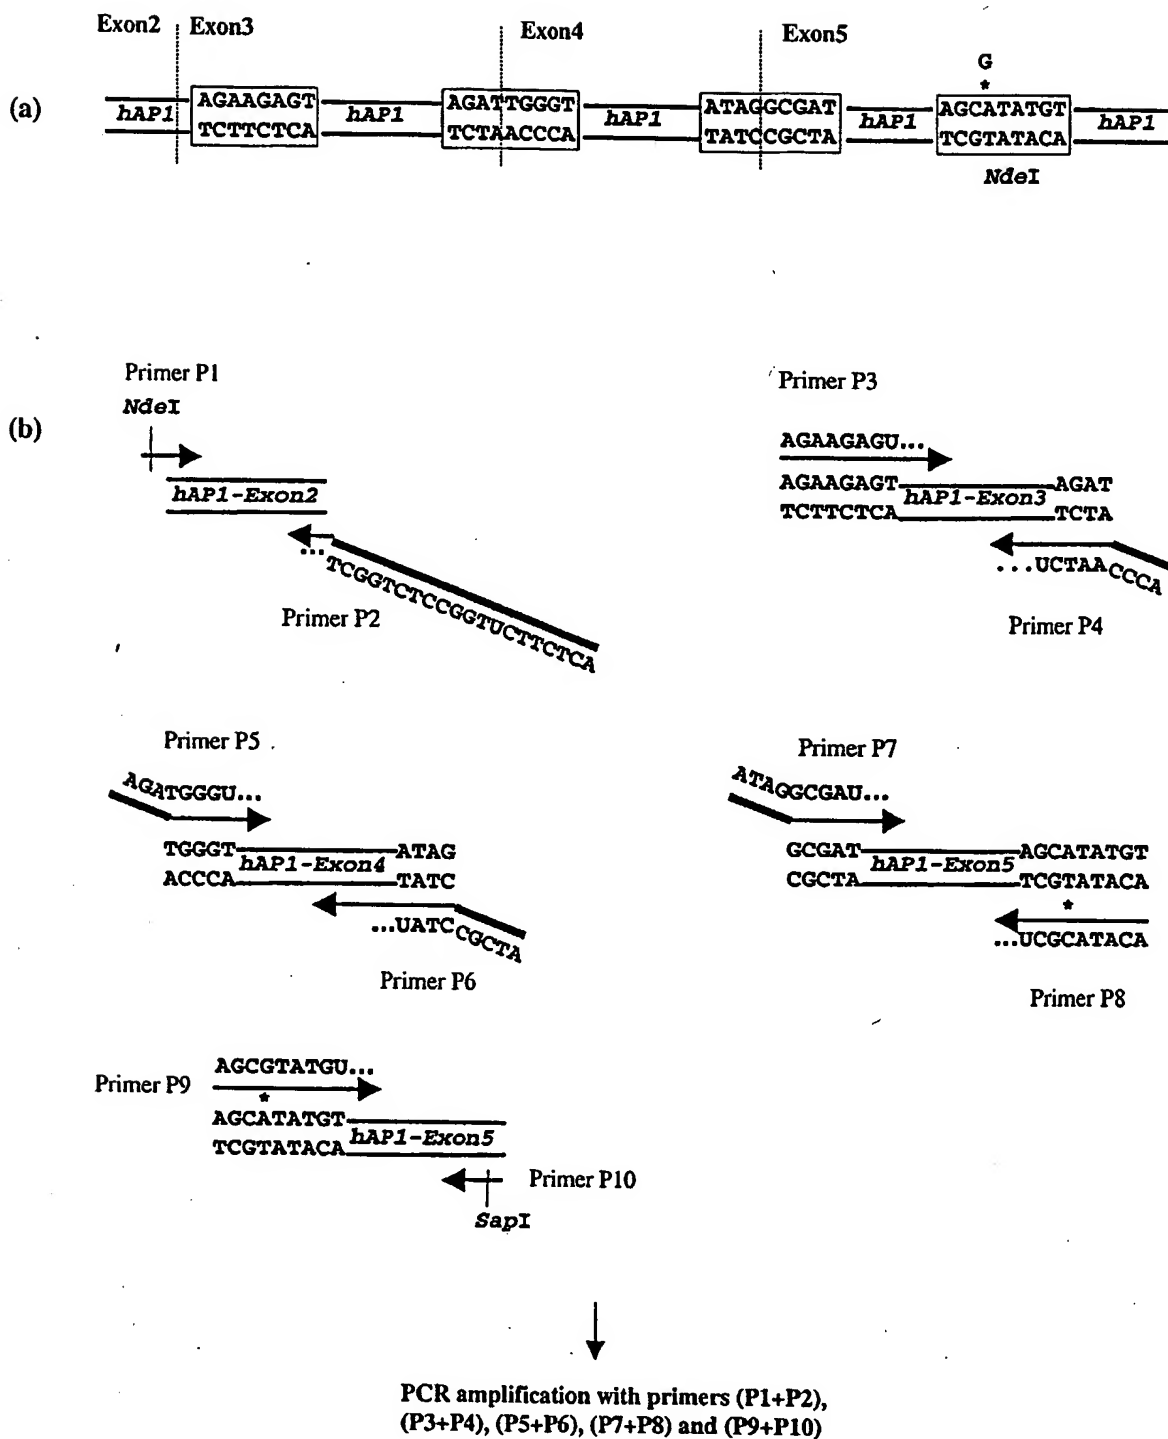 Exon2 Exon3 Exon4 Exon5
G
*
(a)
hAP1 AGAAGAGT hAP1 AGATTGGGT hAP1 ATAGGCGAT hAP1 AGCATATGT hAP1
TCTTCTCA TCTAACCCA TATCCGCTA TCGTATACA
NdeI
(b)
Primer P1
NdeI
hAP1-Exon2
...TCGGTCTCCGGTUCTTCTCA
Primer P2
Primer P3
AGAAGAGU...
AGAAGAGT hAP1-Exon3 AGAT
TCTTCTCA TCTA
...UCTAACCCA
Primer P4
Primer P5
AGATGGGU...
TGGGT hAP1-Exon4 ATAG
ACCCA TATC
...UATCCGCTA
Primer P6
Primer P7
ATAGGCGAU...
GCGAT hAP1-Exon5 AGCATATGT
CGCTA TCGTATACA
*
...UCGCATACA
Primer P8
Primer P9
AGCGTATGU...
*
AGCATATGT hAP1-Exon5
TCGTATACA
Primer P10
SapI
PCR amplification with primers (P1+P2),
(P3+P4), (P5+P6), (P7+P8) and (P9+P10)